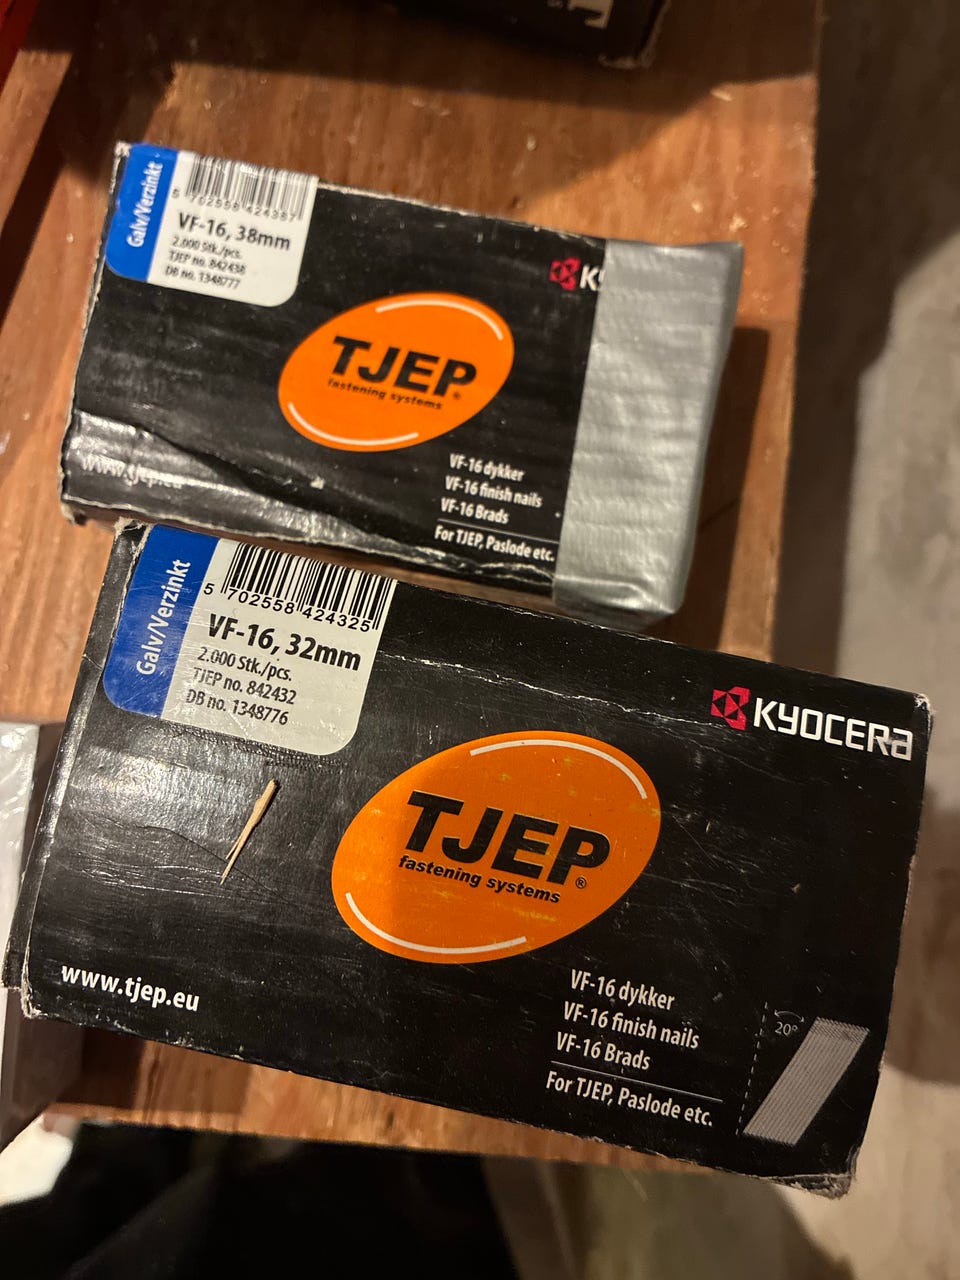 Galv/Verzinkt
5 702558 424387
VF-16, 38mm
2.000 Stk./pcs.
TJEP no. 842438
DB no. 1348777
TJEP
fastening systems
®
www.tjep.eu
VF-16 dykker
VF-16 finish nails
VF-16 Brads
For TJEP, Paslode etc.
Galv/Verzinkt
5 702558 424325
VF-16, 32mm
2.000 Stk./pcs.
TJEP no. 842432
DB no. 1348776
KYOCERA
TJEP
fastening systems
®
www.tjep.eu
VF-16 dykker
VF-16 finish nails
VF-16 Brads
For TJEP, Paslode etc.
20°